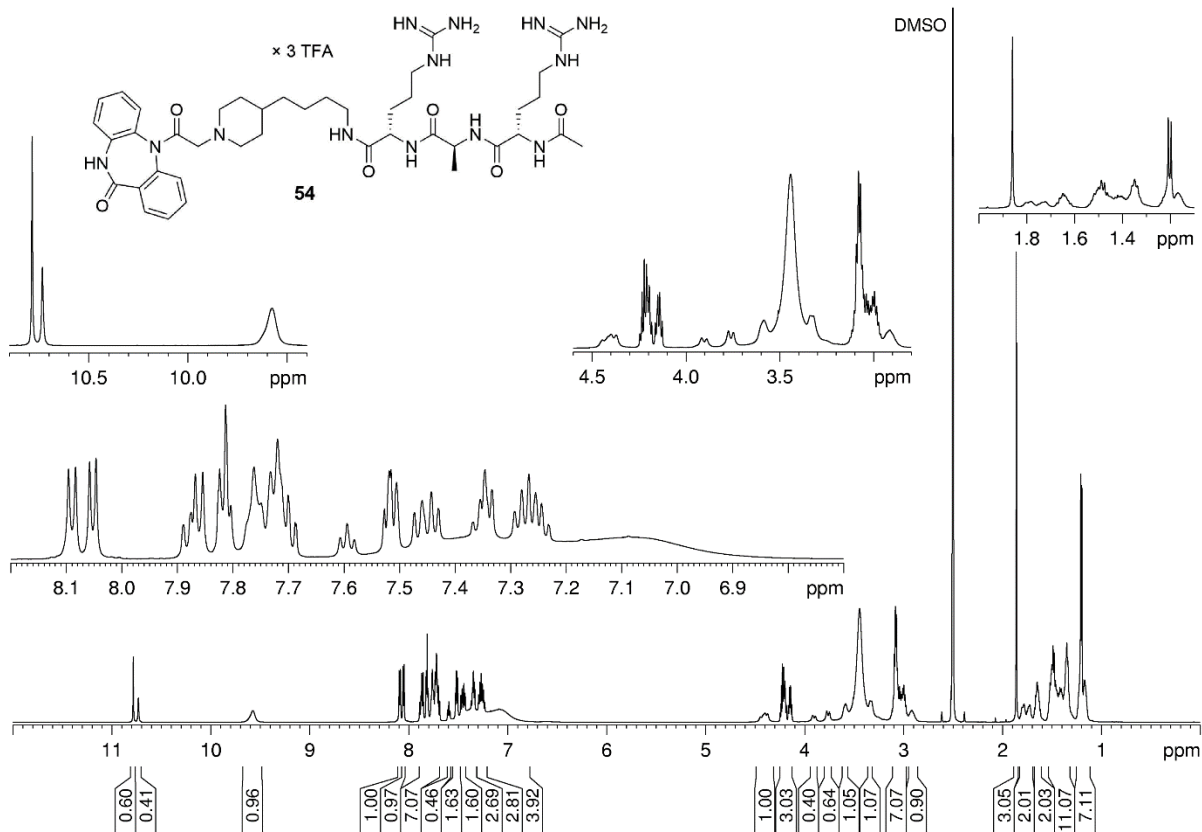 HN NH2 HN NH2
DMSO
× 3 TFA
NH NH
O N O
N
H
N N
H
O N
H
O
NH O N
H
O
O 54
1.8 1.6 1.4 ppm
10.5 10.0 ppm
4.5 4.0 3.5 ppm
8.1 8.0 7.9 7.8 7.7 7.6 7.5 7.4 7.3 7.2 7.1 7.0 6.9 ppm
11 10 9 8 7 6 5 4 3 2 1 ppm
0.60 0.41 0.96 1.00 0.97 7.07 0.46 1.63 1.60 2.69 2.81 3.92 1.00 3.03 0.40 0.64 1.05 1.07 7.07 0.90 3.05 2.01 2.03 11.07 7.11